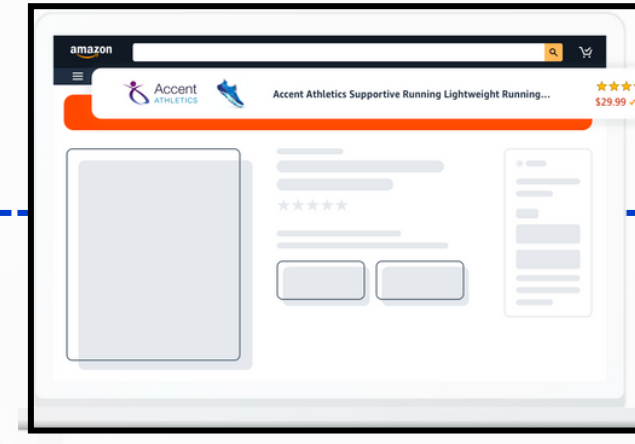 amazon
Accent
ATHLETICS
Accent Athletics Supportive Running Lightweight Running...
$29.99